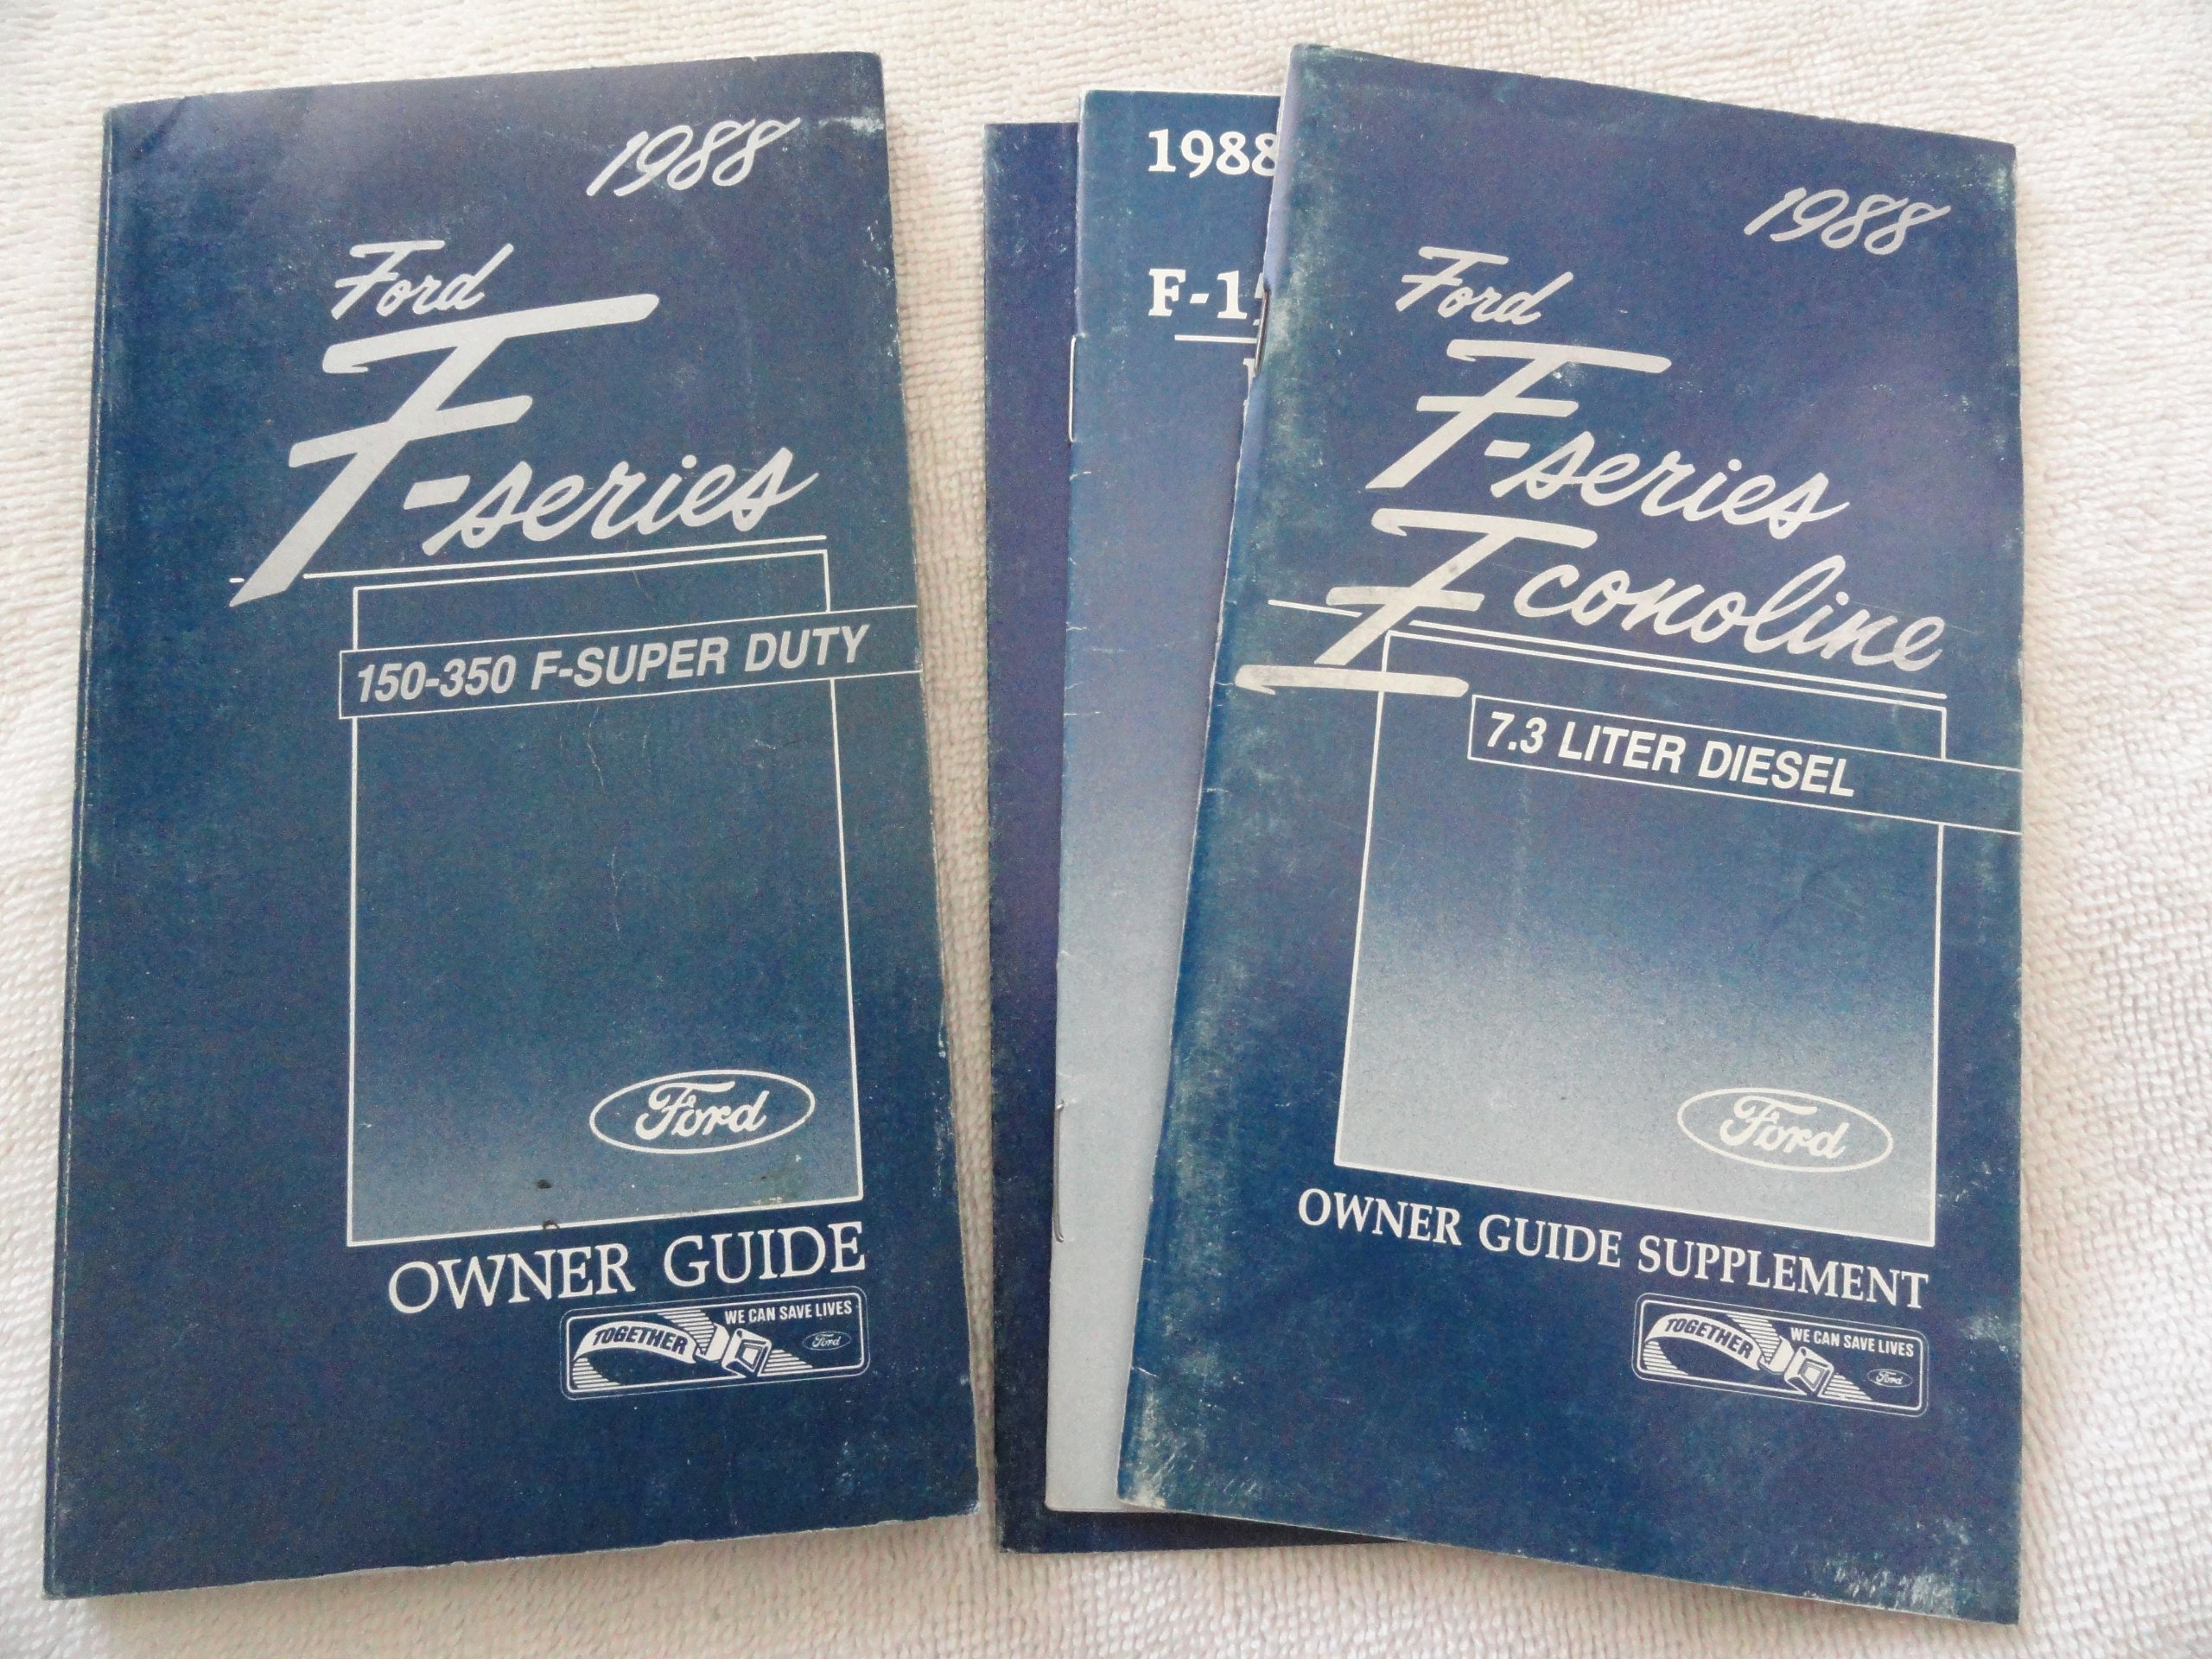 1988
Ford
F-series
150-350 F-SUPER DUTY
Ford
OWNER GUIDE
TOGETHER
WE CAN SAVE LIVES
Ford
1988
F-15
1988
Ford
F-series
Econoline
7.3 LITER DIESEL
Ford
OWNER GUIDE SUPPLEMENT
TOGETHER
WE CAN SAVE LIVES
Ford